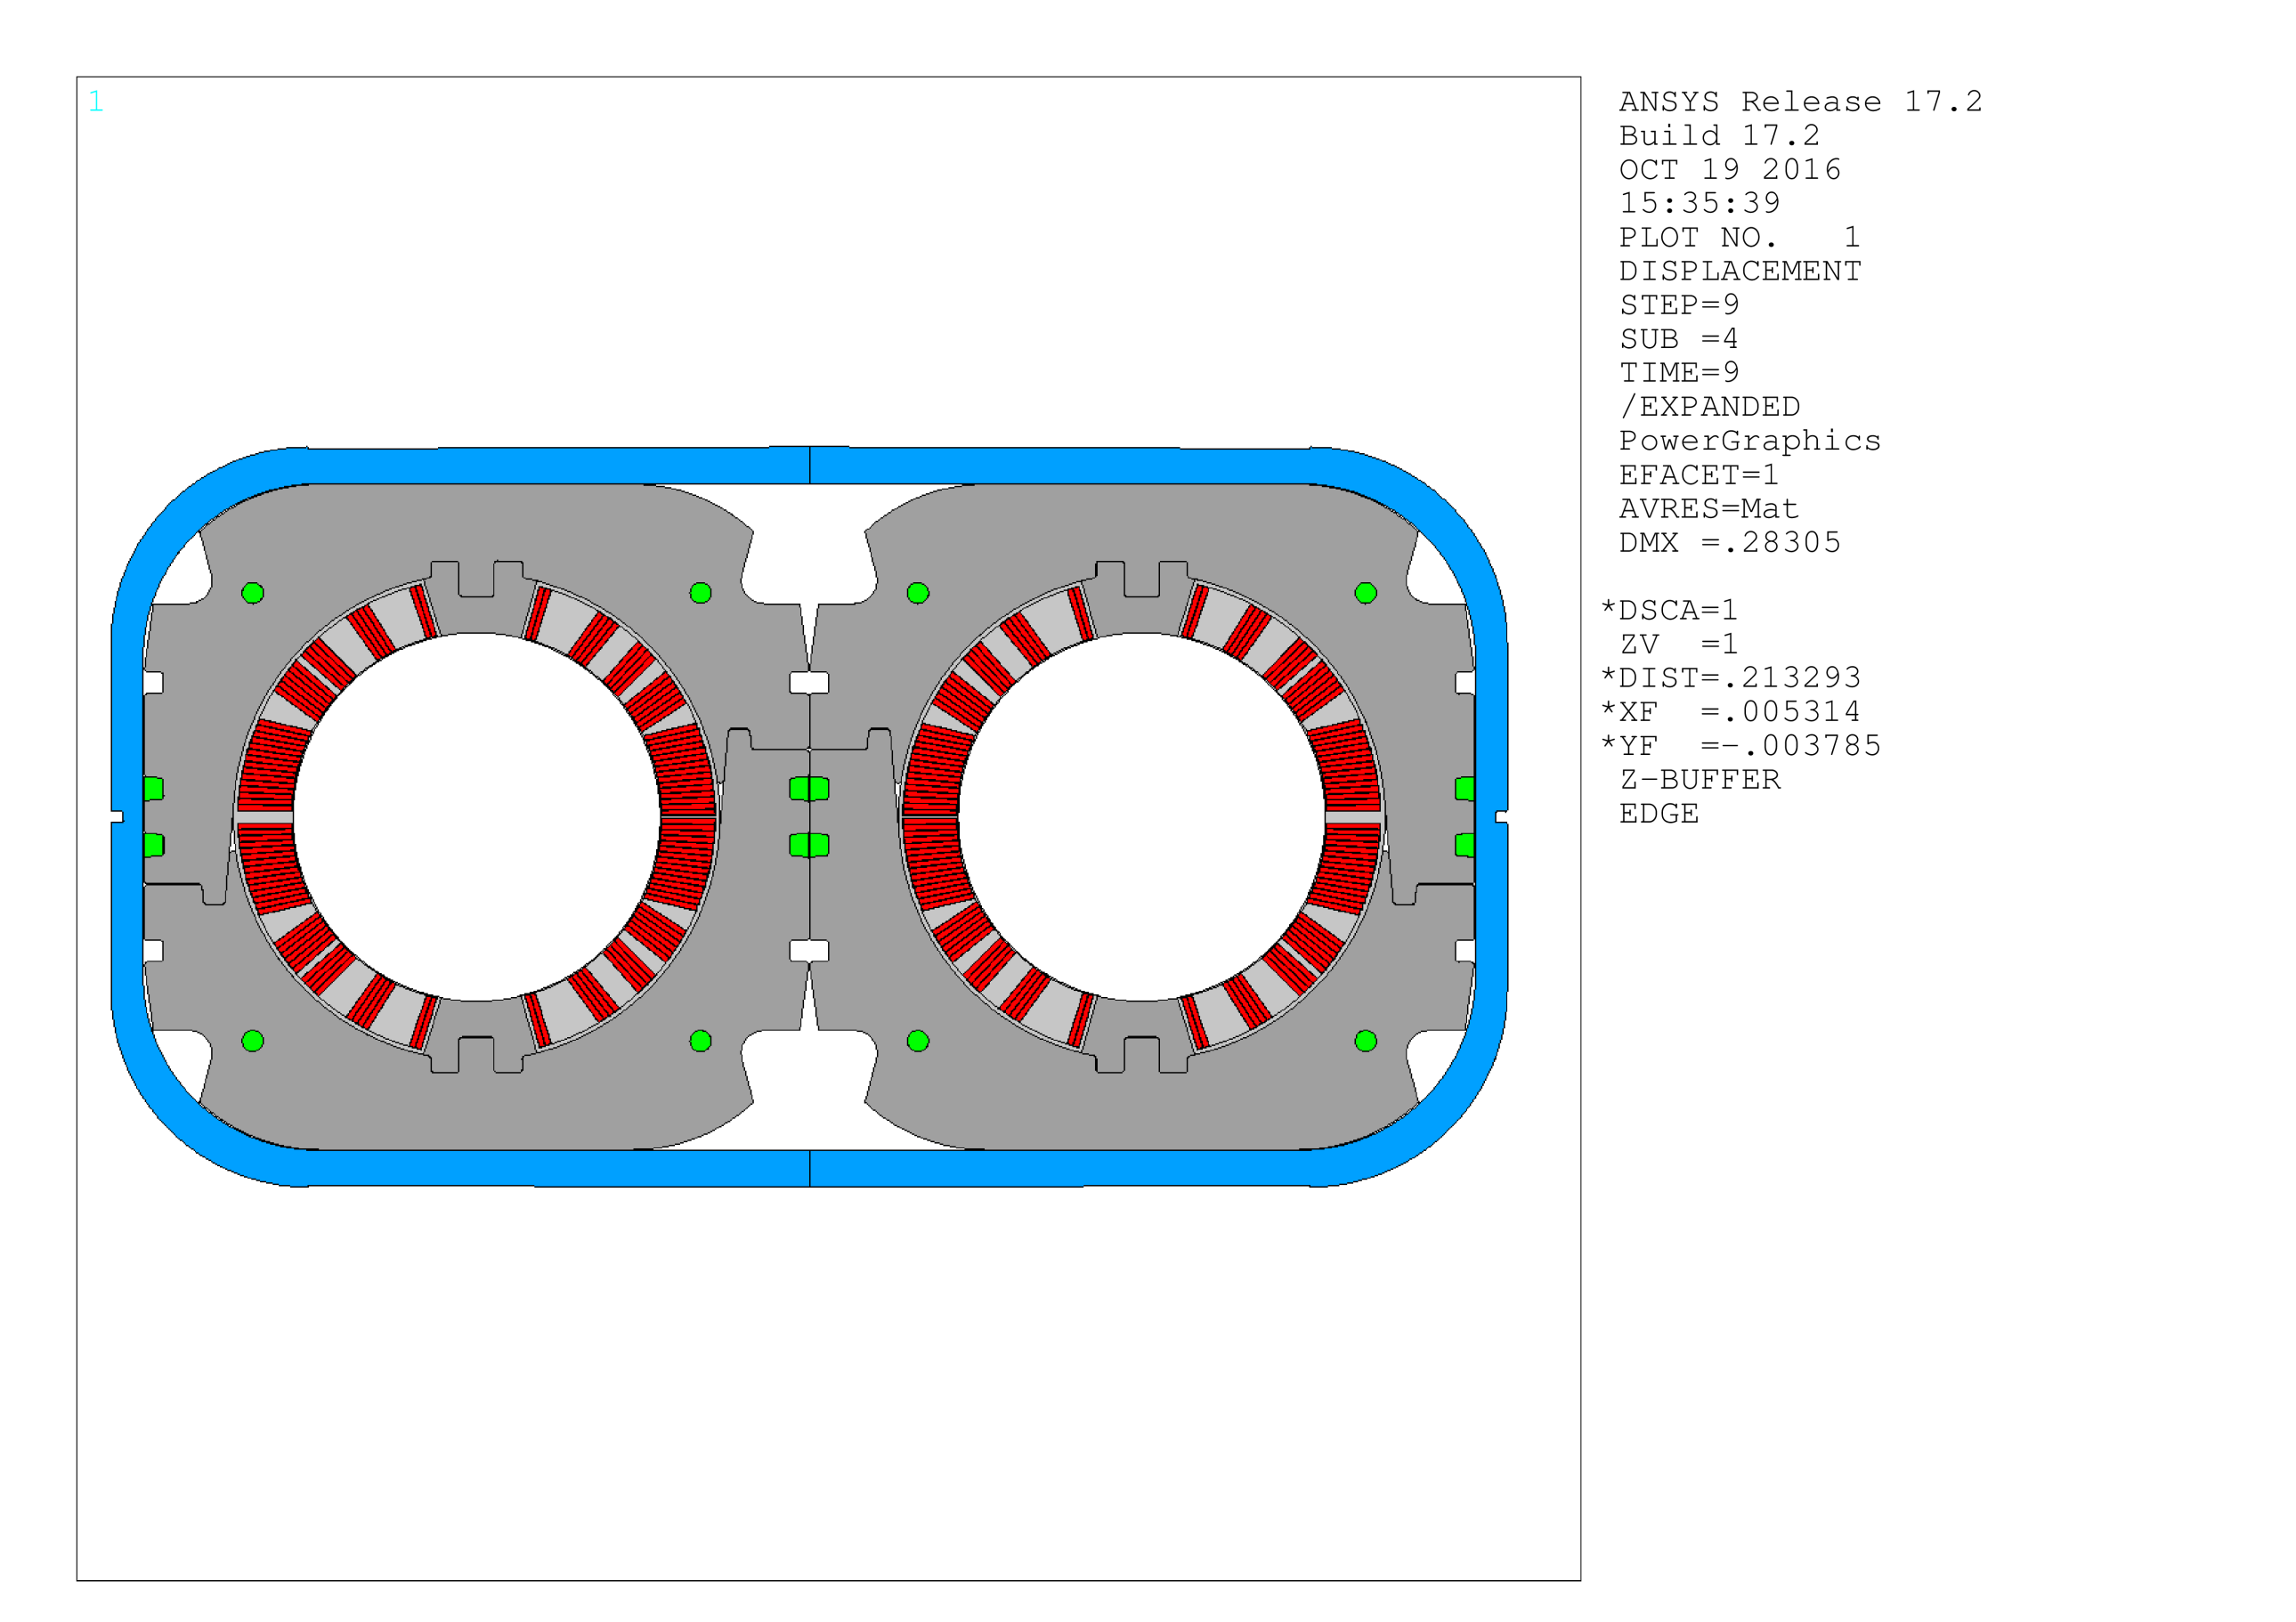 1
ANSYS Release 17.2
Build 17.2
OCT 19 2016
15:35:39
PLOT NO.   1
DISPLACEMENT
STEP=9
SUB =4
TIME=9
/EXPANDED
PowerGraphics
EFACET=1
AVRES=Mat
DMX =.28305
*DSCA=1
ZV  =1
*DIST=.213293
*XF  =.005314
*YF  =-.003785
Z-BUFFER
EDGE